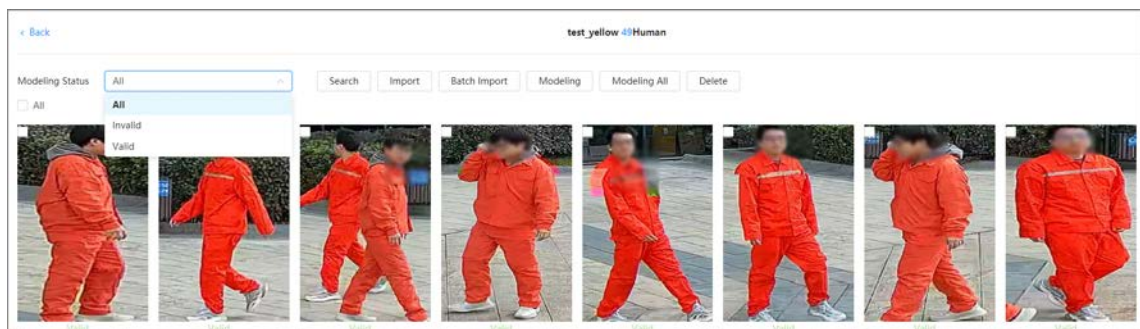 < Back
test_yellow 49Human
Modeling Status All Search Import Batch Import Modeling Modeling All Delete
All
All
Invalid
Valid